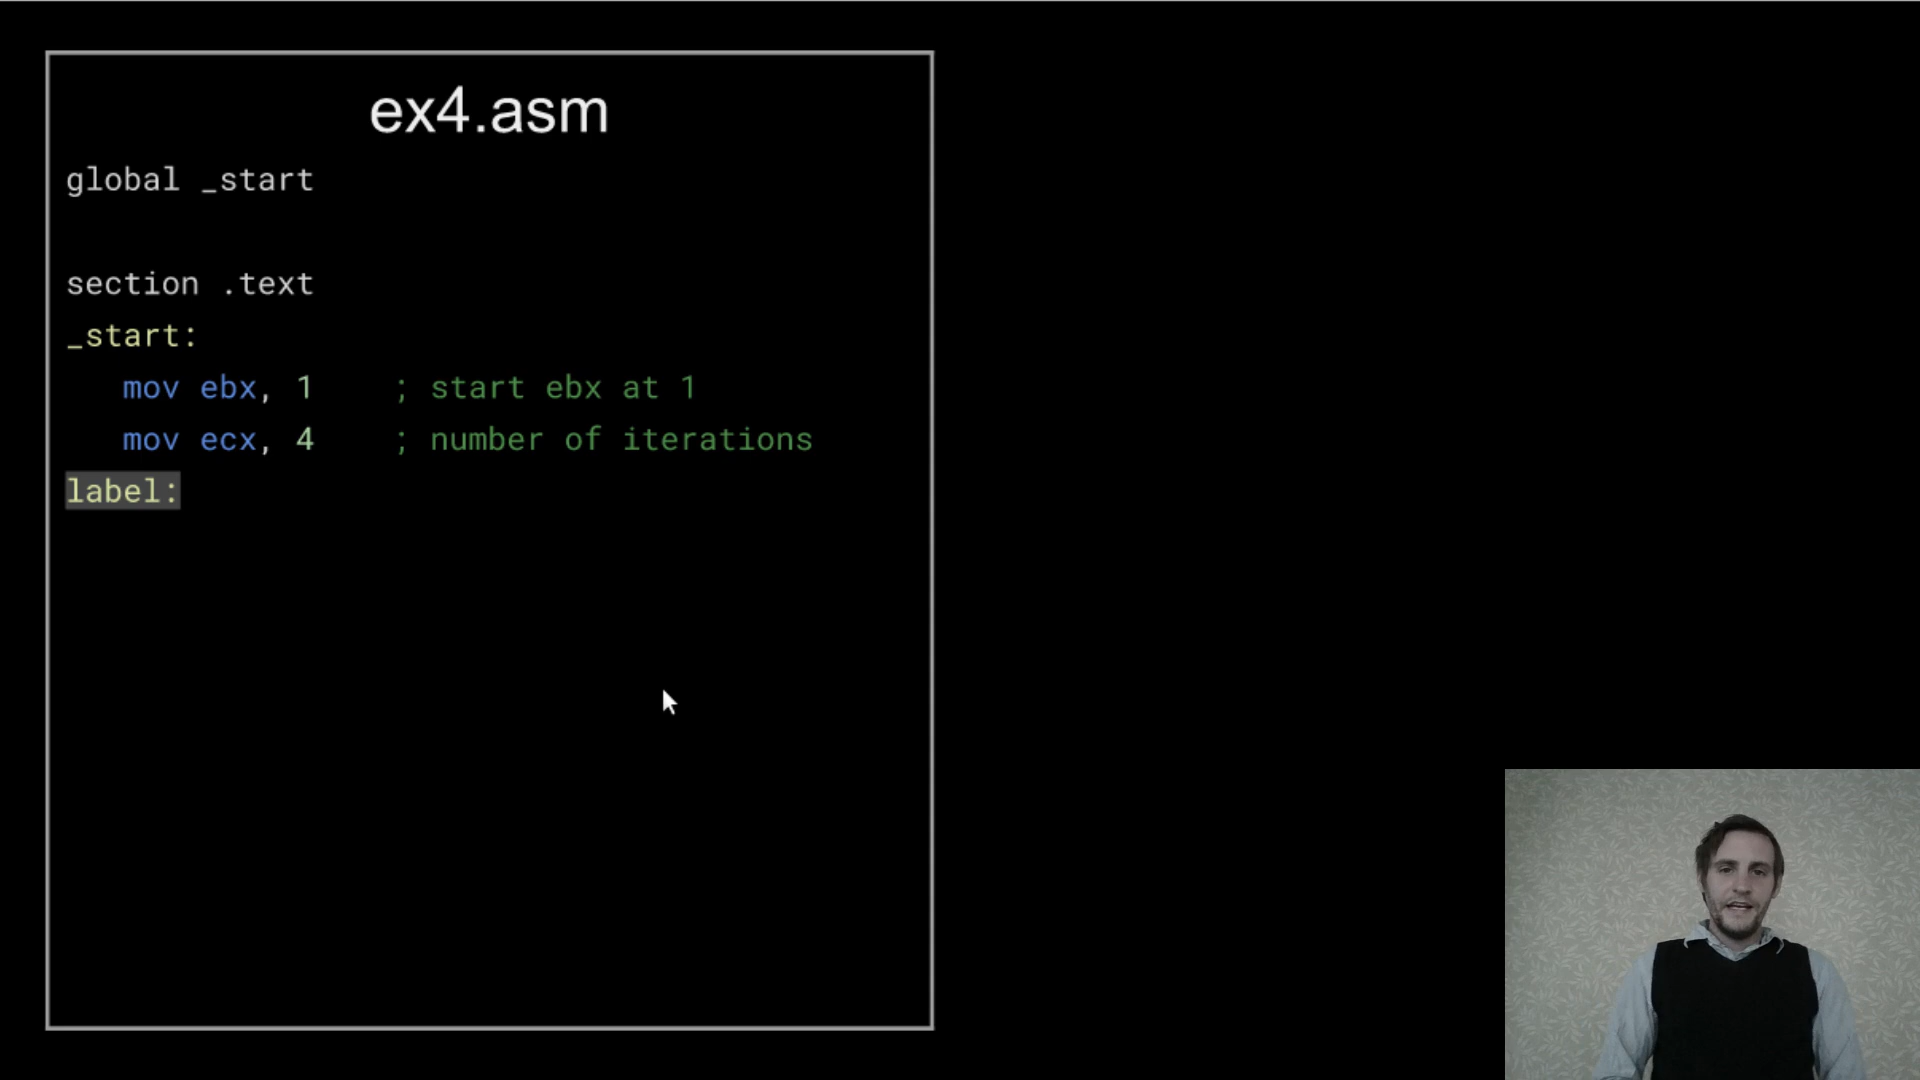 ex4.asm
global _start
section .text
_start:
mov ebx, 1    ; start ebx at 1
mov ecx, 4    ; number of iterations
label: